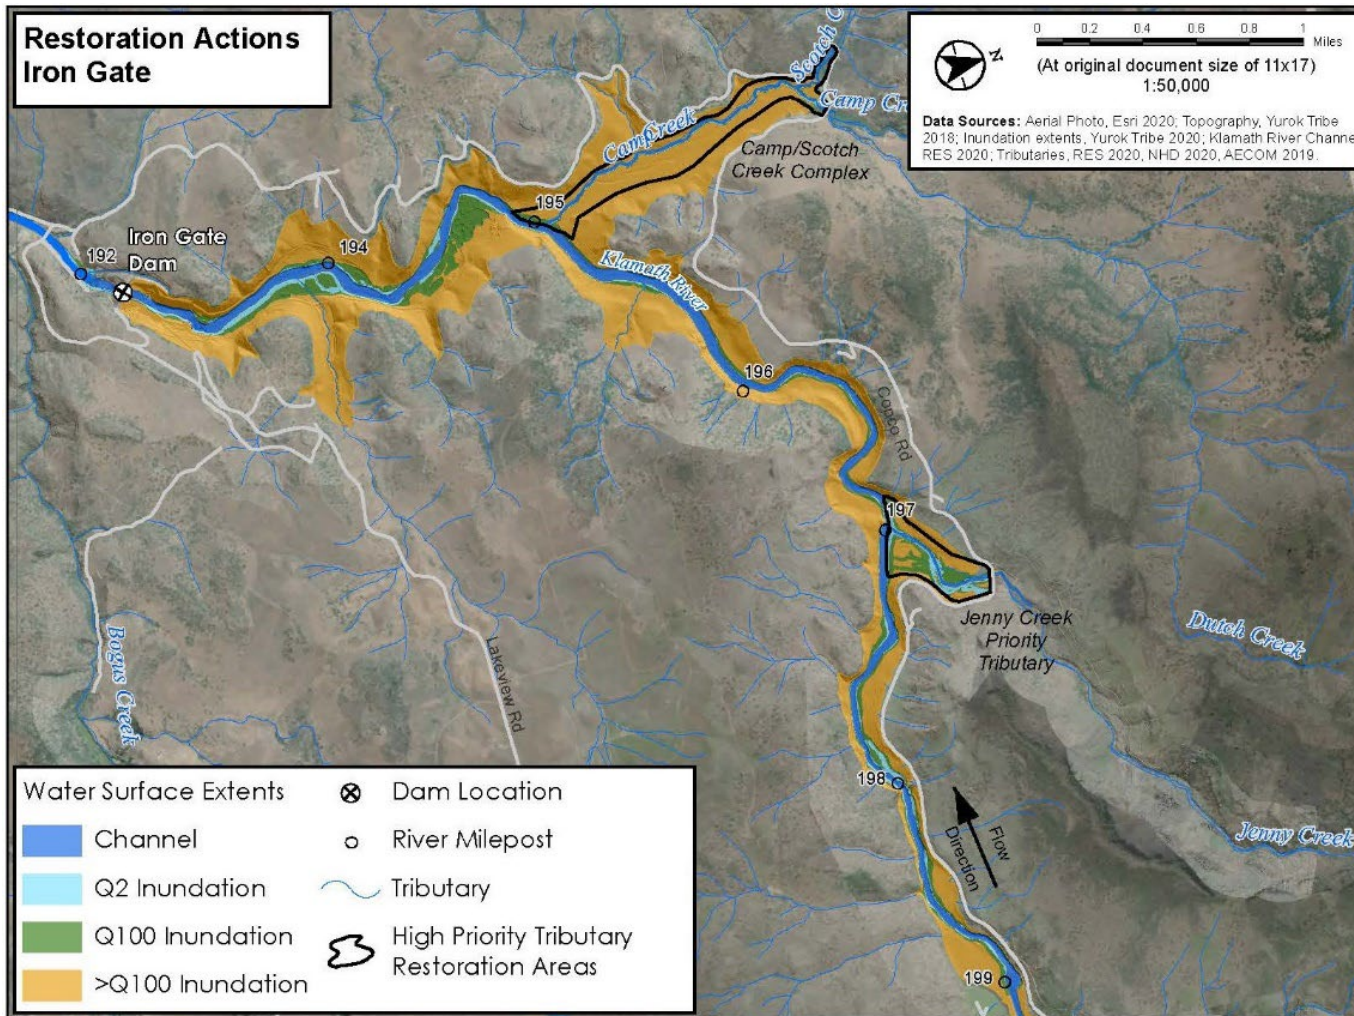 Restoration Actions
Iron Gate
0 0.2 0.4 0.6 0.8 1
Miles
N
(At original document size of 11x17)
1:50,000
Data Sources: Aerial Photo, Esri 2020; Topography, Yurok Tribe
2018; Inundation extents, Yurok Tribe 2020; Klamath River Channe
RES 2020; Tributaries, RES 2020, NHD 2020, AECOM 2019.
Scotch C
Camp Cr
CampCreek
Camp/Scotch
Creek Complex
195
194
Iron Gate
Dam
192
Klamath River
196
Copco Rd
197
Jenny Creek
Priority
Tributary
Dutch Creek
Bogus Creek
Lakeview Rd
198
Flow
Direction
Jenny Creek
199
Water Surface Extents
Channel
Q2 Inundation
Q100 Inundation
>Q100 Inundation
Dam Location
River Milepost
Tributary
High Priority Tributary
Restoration Areas